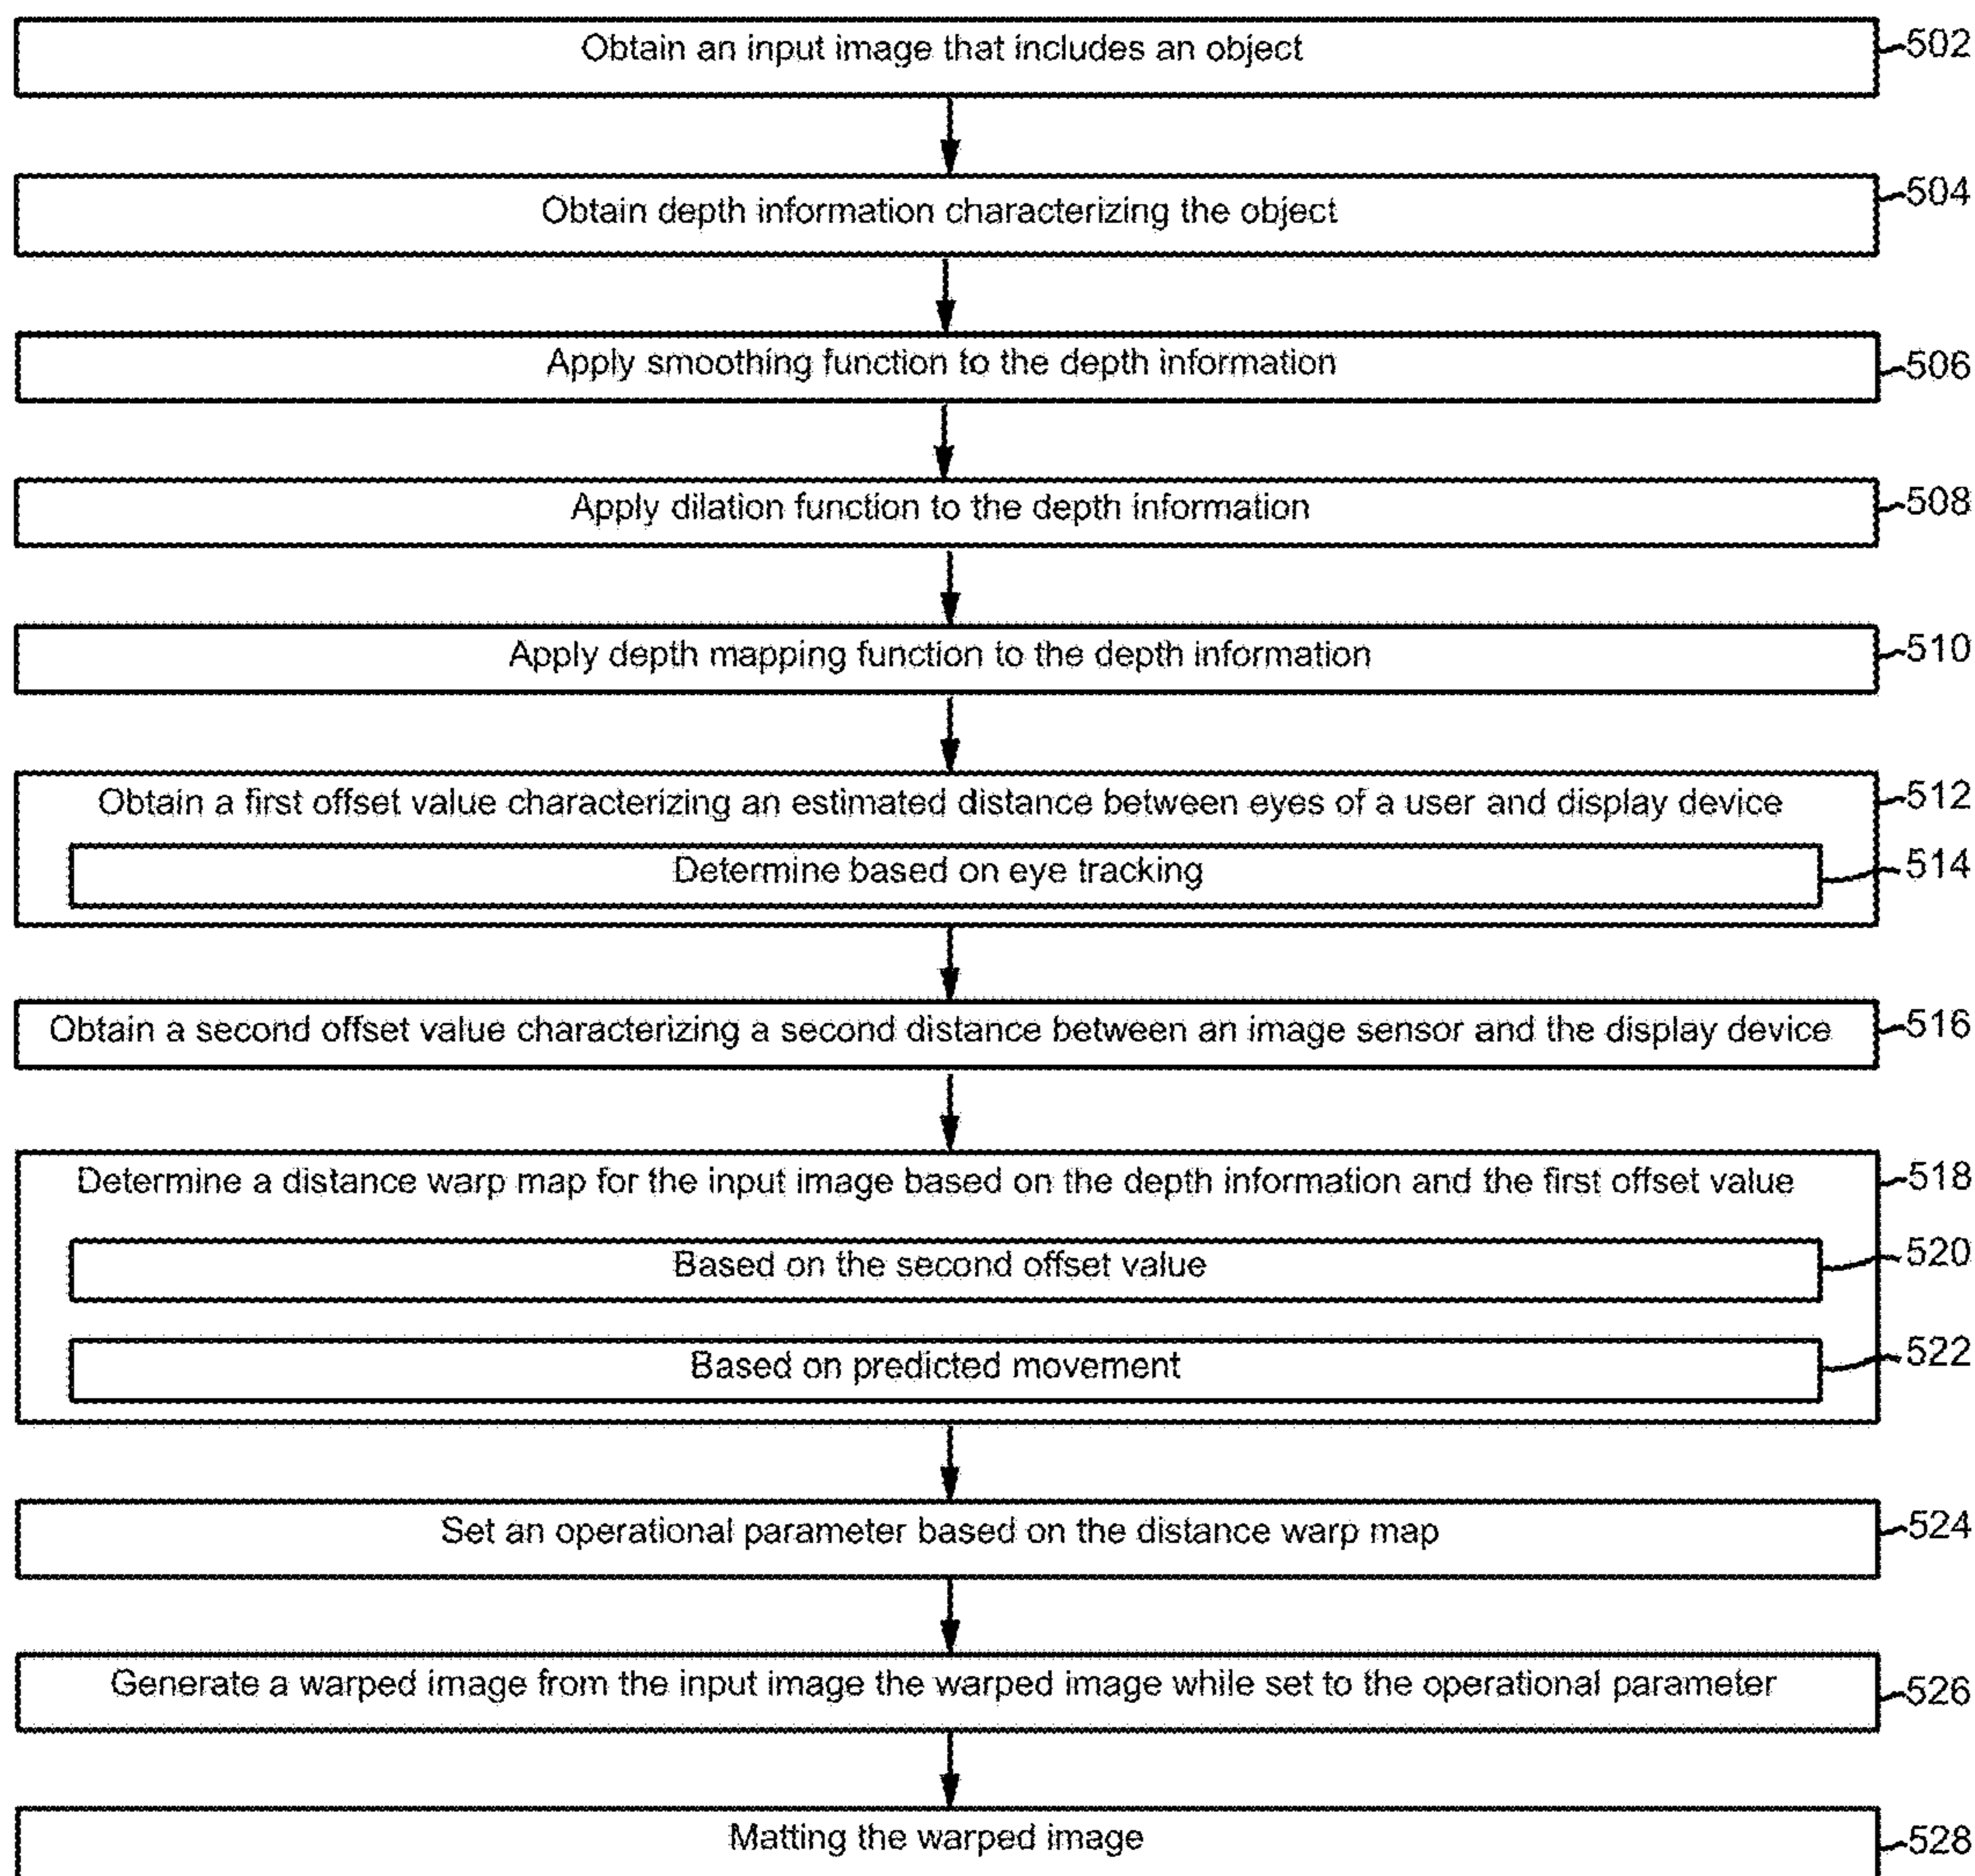 Obtain an input image that includes an object
502
Obtain depth information characterizing the object
504
Apply smoothing function to the depth information
506
Apply dilation function to the depth information
508
Apply depth mapping function to the depth information
510
Obtain a first offset value characterizing an estimated distance between eyes of a user and display device
512
Determine based on eye tracking
514
Obtain a second offset value characterizing a second distance between an image sensor and the display device
516
Determine a distance warp map for the input image based on the depth information and the first offset value
518
Based on the second offset value
520
Based on predicted movement
522
Set an operational parameter based on the distance warp map
524
Generate a warped image from the input image the warped image while set to the operational parameter
526
Matting the warped image
528